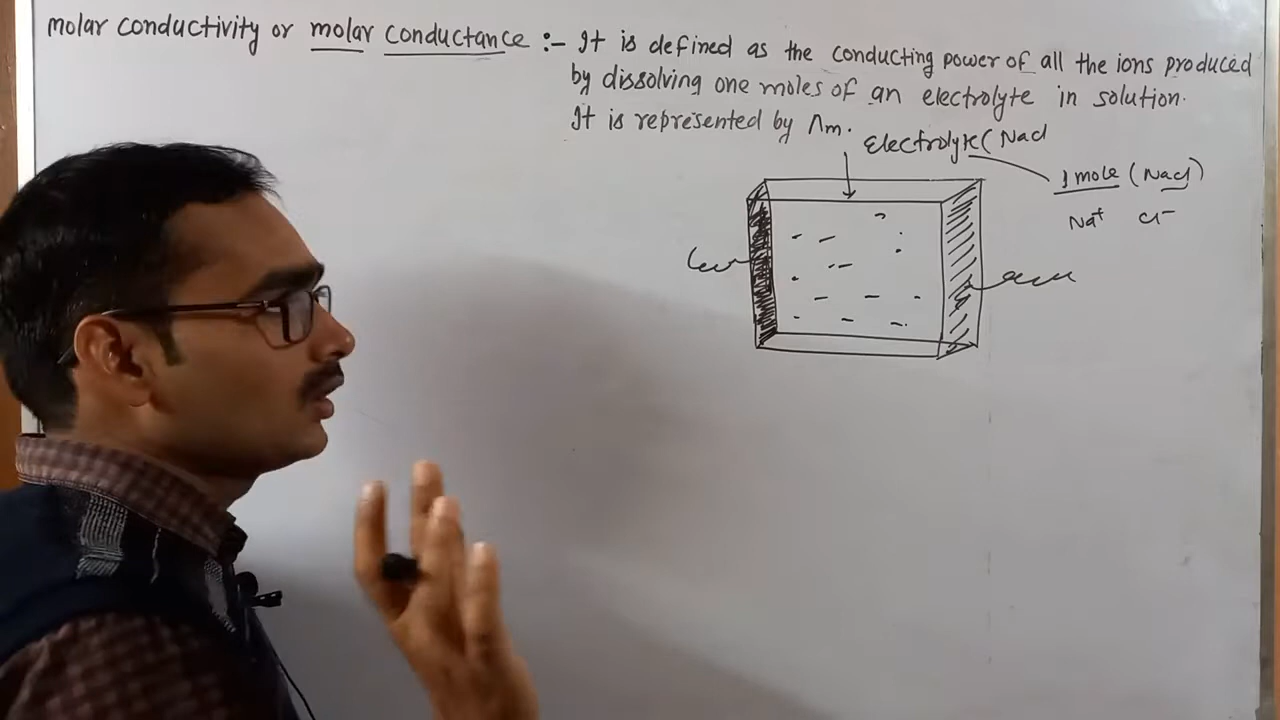 molar conductivity or molar conductance :- It is defined as the conducting power of all the ions produced
by dissolving one moles of an electrolyte in solution.
It is represented by Λm.
Electrolyte (Nacl
1 mole (Nacl)
Na⁺ Cl⁻